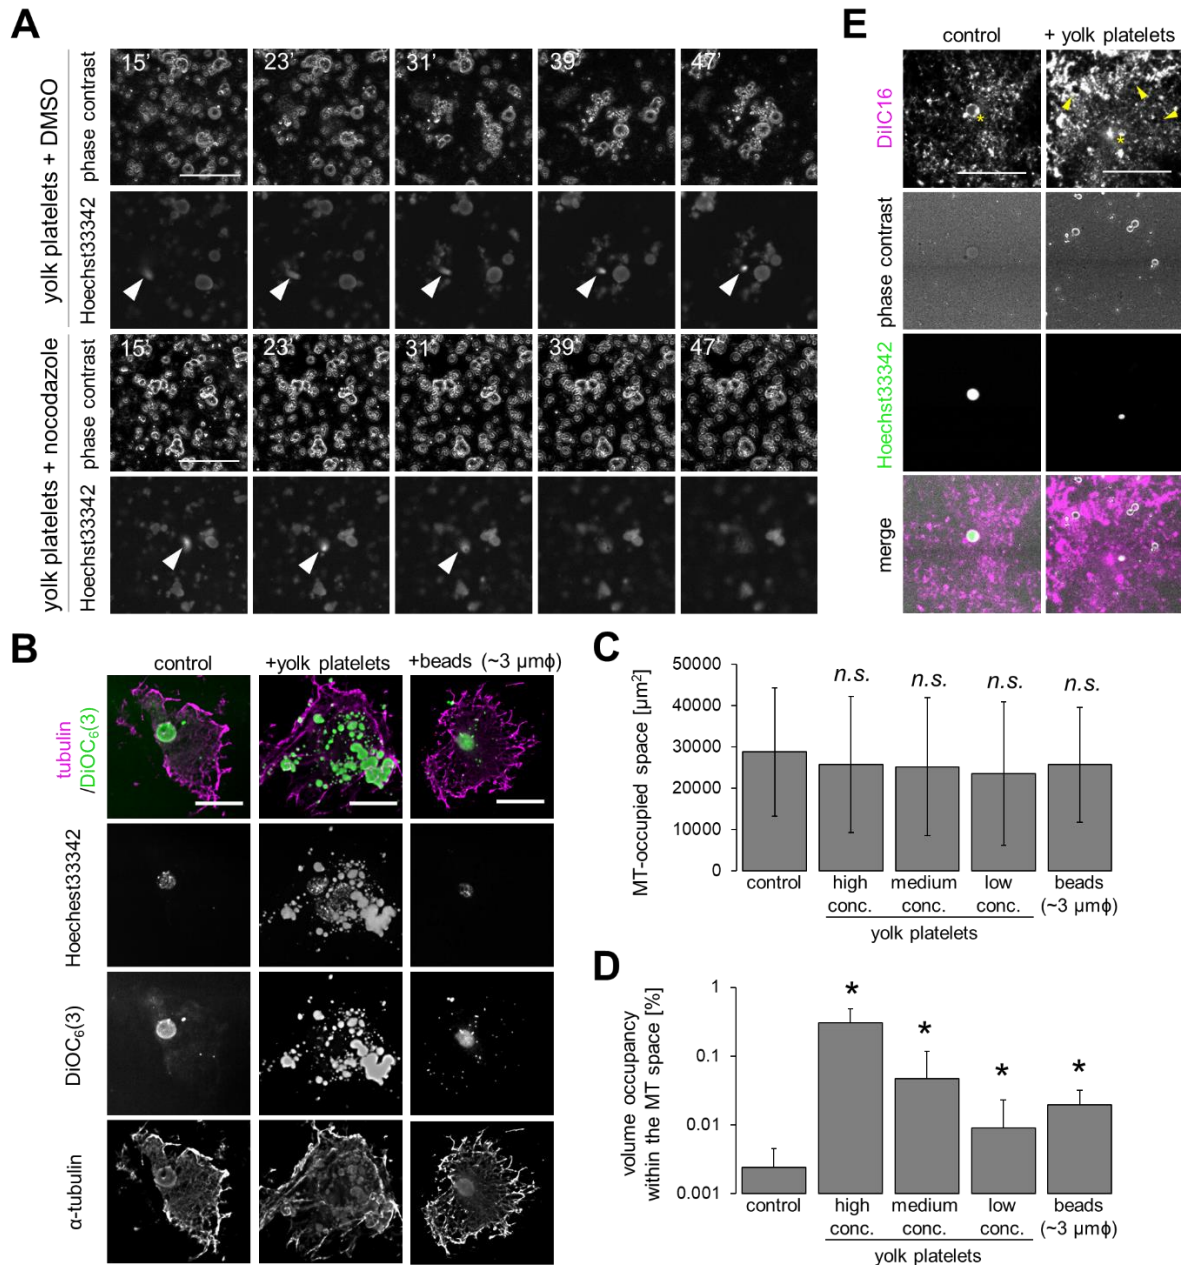 A
yolk platelets + DMSO
phase contrast
15’ 23’ 31’ 39’ 47’
Hoechst33342
yolk platelets + nocodazole
phase contrast
15’ 23’ 31’ 39’ 47’
Hoechst33342
B
control +yolk platelets +beads (~3 µmϕ)
tubulin
/DiOC6(3)
Hoechest33342
DiOC6(3)
α-tubulin
E
control + yolk platelets
DilC16
*
*
phase contrast
Hoechst33342
merge
C
MT-occupied space [µm²]
50000
40000
30000
20000
10000
0
n.s. n.s. n.s. n.s.
control high medium low beads
conc. conc. conc. (~3 µmϕ)
yolk platelets
D
volume occupancy
within the MT space [%]
1
0.1
0.01
0.001
* * * *
control high medium low beads
conc. conc. conc. (~3 µmϕ)
yolk platelets